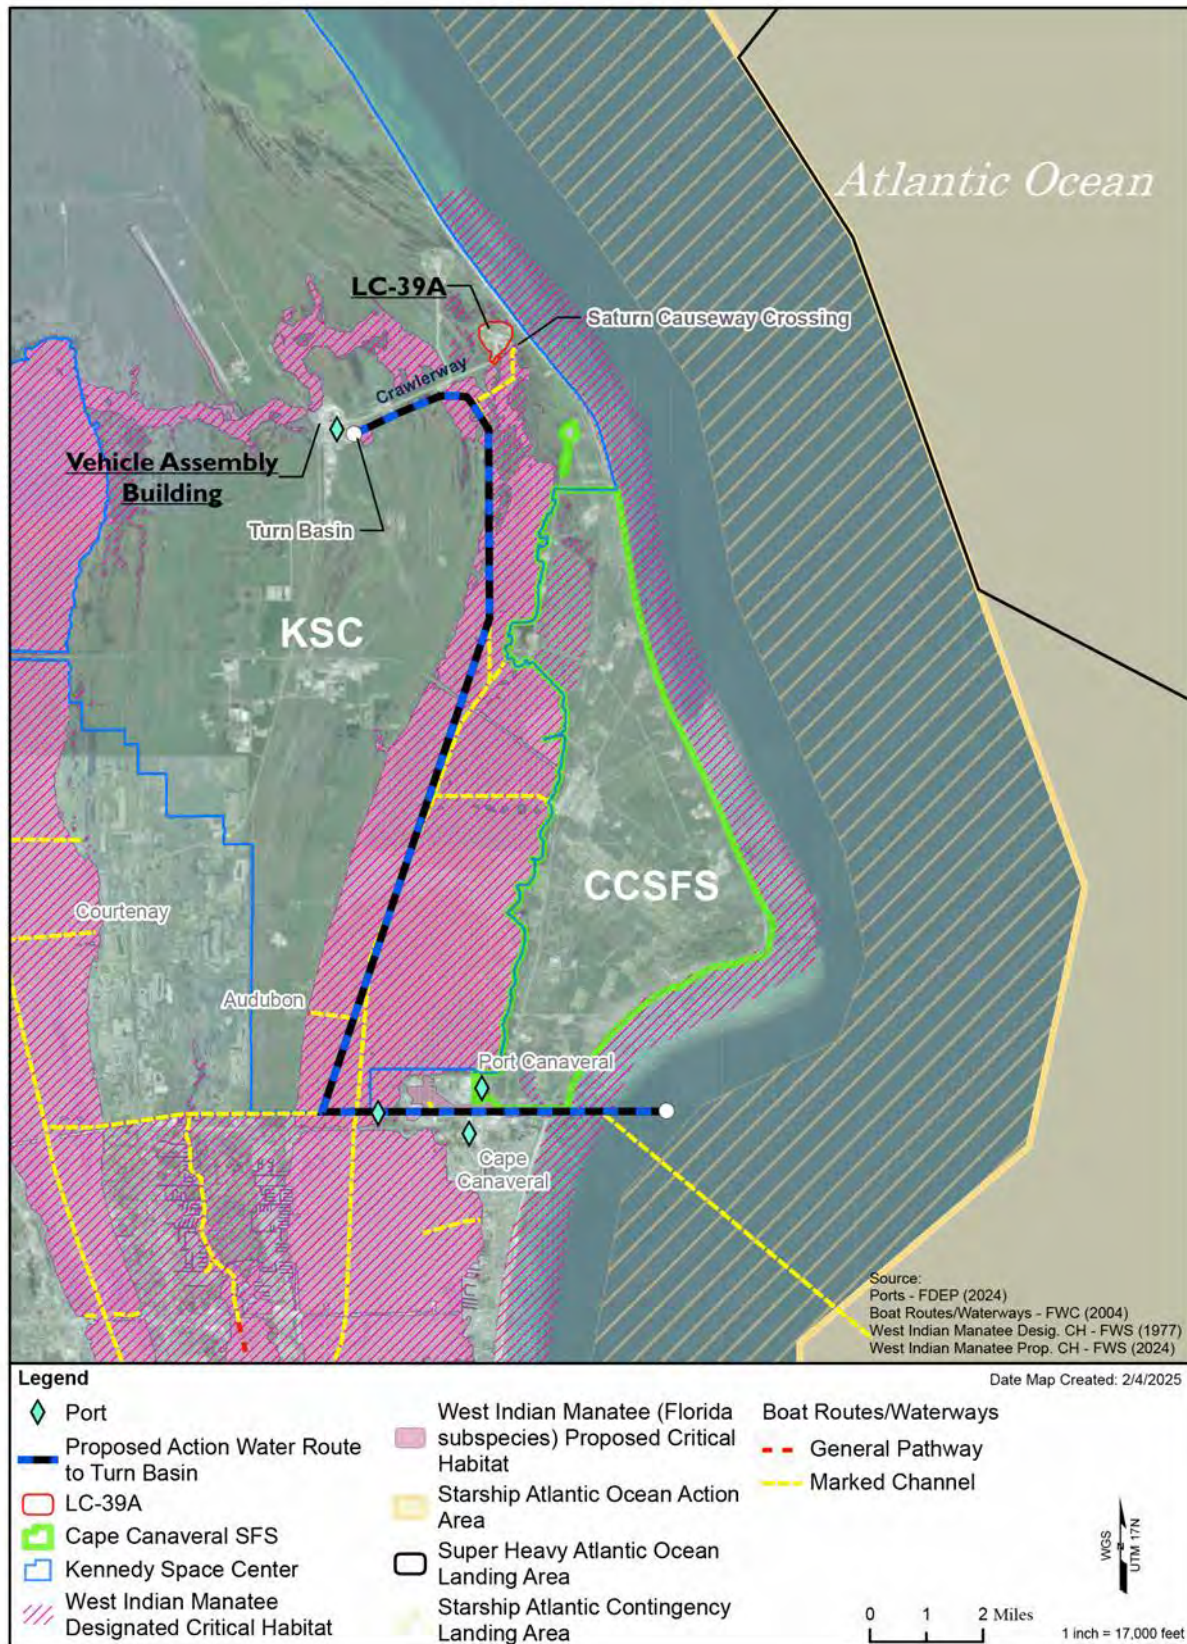 Atlantic Ocean
LC-39A
Saturn Causeway Crossing
Crawlerway
Vehicle Assembly
Building
Turn Basin
KSC
CCSFS
Courtenay
Audubon
Port Canaveral
Cape
Canaveral
Source:
Ports - FDEP (2024)
Boat Routes/Waterways - FWC (2004)
West Indian Manatee Desig. CH - FWS (1977)
West Indian Manatee Prop. CH - FWS (2024)
Legend
Date Map Created: 2/4/2025
Port
Proposed Action Water Route
to Turn Basin
LC-39A
Cape Canaveral SFS
Kennedy Space Center
West Indian Manatee
Designated Critical Habitat
West Indian Manatee (Florida
subspecies) Proposed Critical
Habitat
Starship Atlantic Ocean Action
Area
Super Heavy Atlantic Ocean
Landing Area
Starship Atlantic Contingency
Landing Area
Boat Routes/Waterways
General Pathway
Marked Channel
WGS
N
UTM 17N
0 1 2 Miles
1 inch = 17,000 feet